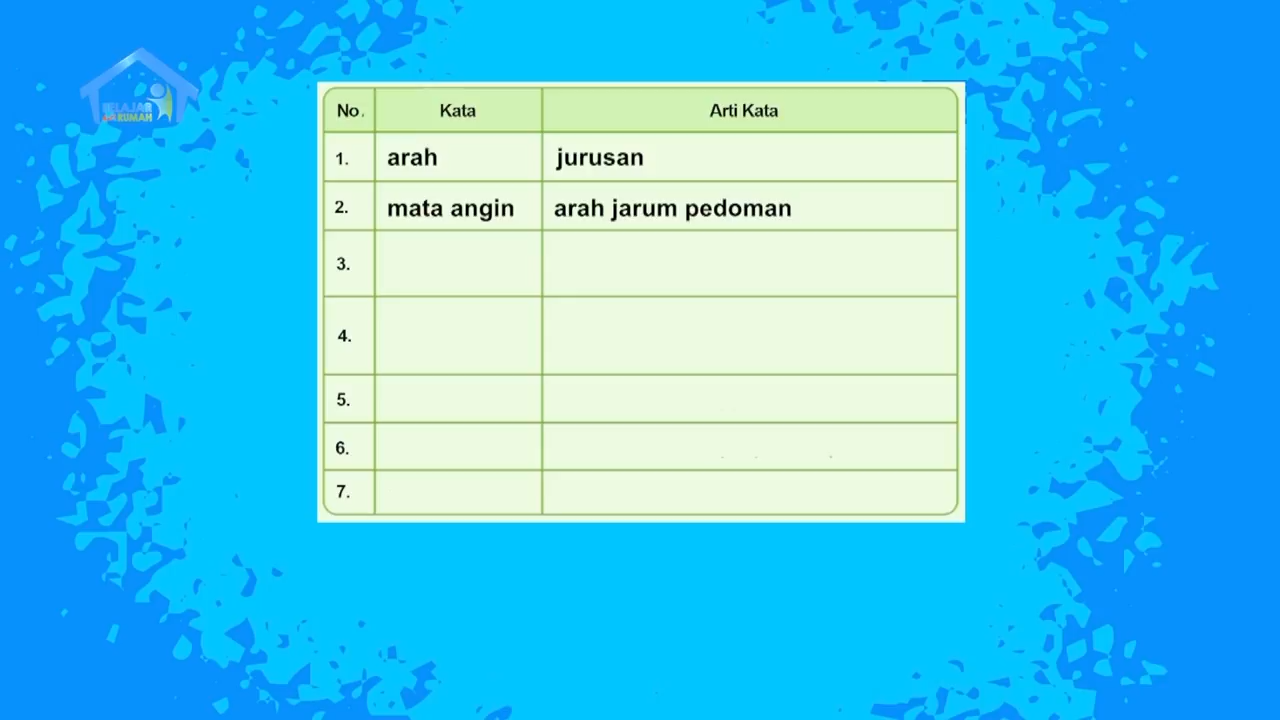 BELAJAR
DARI RUMAH
No. Kata Arti Kata
1. arah jurusan
2. mata angin arah jarum pedoman
3.
4.
5.
6.
7.